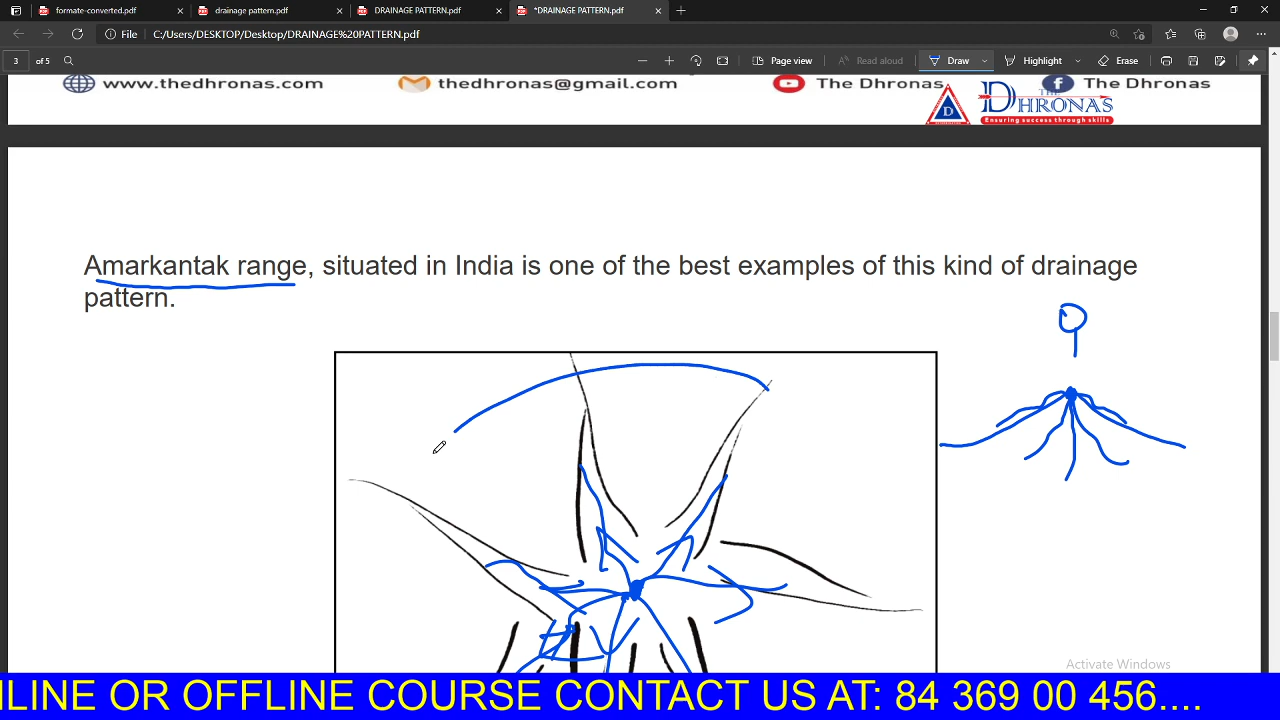 formate-converted.pdf
drainage pattern.pdf
DRAINAGE PATTERN.pdf
*DRAINAGE PATTERN.pdf
File C:/Users/DESKTOP/Desktop/DRAINAGE%20PATTERN.pdf
3 of 5
Page view
Read aloud
Draw
Highlight
Erase
www.thedhronas.com
thedhronas@gmail.com
The Dhronas
The Dhronas
D
THE
DHRONAS
Ensuring success through skills
Amarkantak range, situated in India is one of the best examples of this kind of drainage
pattern.
Activate Windows
NLINE OR OFFLINE COURSE CONTACT US AT: 84 369 00 456....